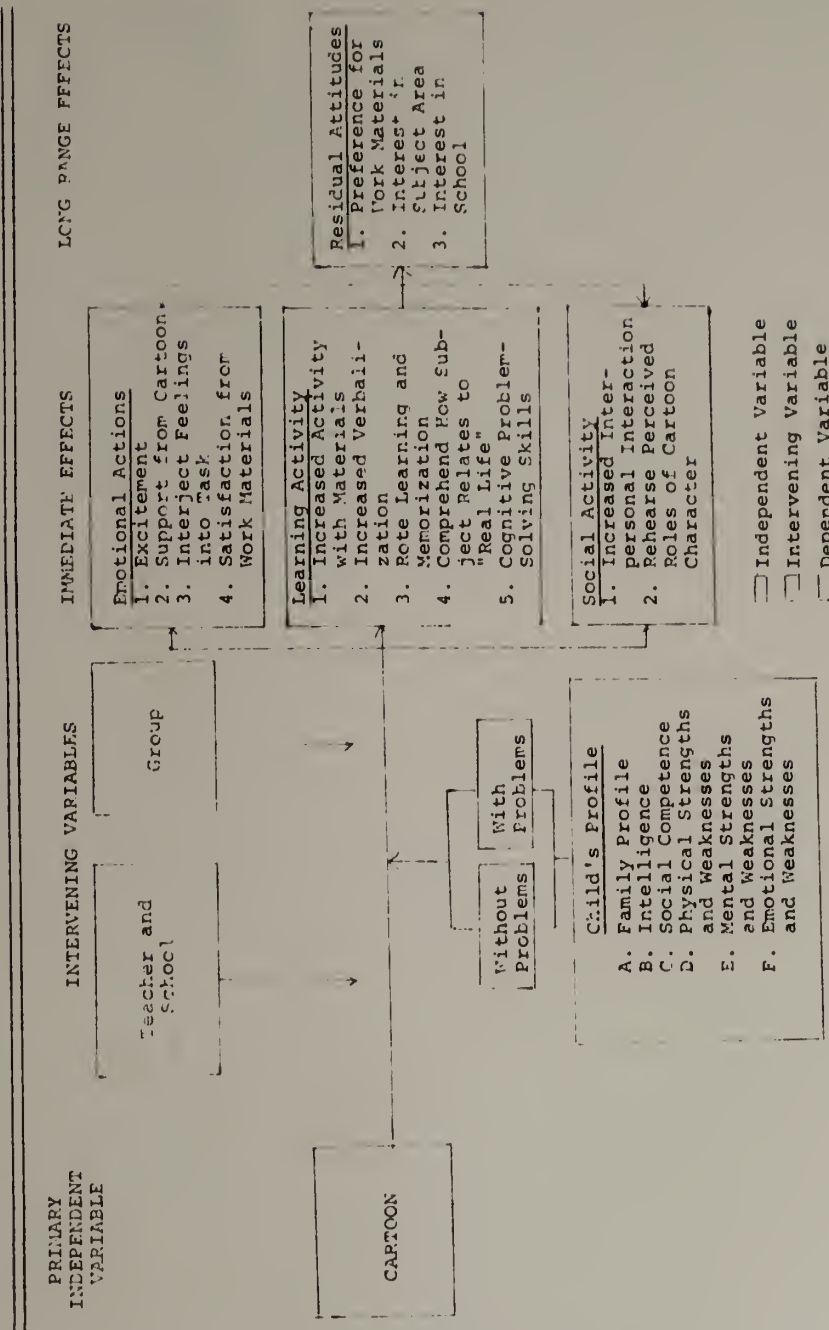 PRIMARY
INDEPENDENT
VARIABLE
INTERVENING VARIABLES
IMMEDIATE EFFECTS
LONG RANGE EFFECTS
CARTOON
Teacher and
School
Group
Without
Problems
With
Problems
Child's Profile
A. Family Profile
B. Intelligence
C. Social Competence
D. Physical Strengths
and Weaknesses
E. Mental Strengths
and Weaknesses
F. Emotional Strengths
and Weaknesses
Emotional Actions
1. Excitement
2. Support from Cartoon
3. Interject Feelings
into Task
4. Satisfaction from
Work Materials
Learning Activity
1. Increased Activity
with Materials
2. Increased Verbali-
zation
3. Rote Learning and
Memorization
4. Comprehend How Sub-
ject Relates to
"Real Life"
5. Cognitive Problem-
Solving Skills
Social Activity
1. Increased Inter-
personal Interaction
2. Rehearse Perceived
Roles of Cartoon
Character
Residual Attitudes
1. Preference for
Work Materials
2. Interest in
Subject Area
3. Interest in
School
Independent Variable
Intervening Variable
Dependent Variable